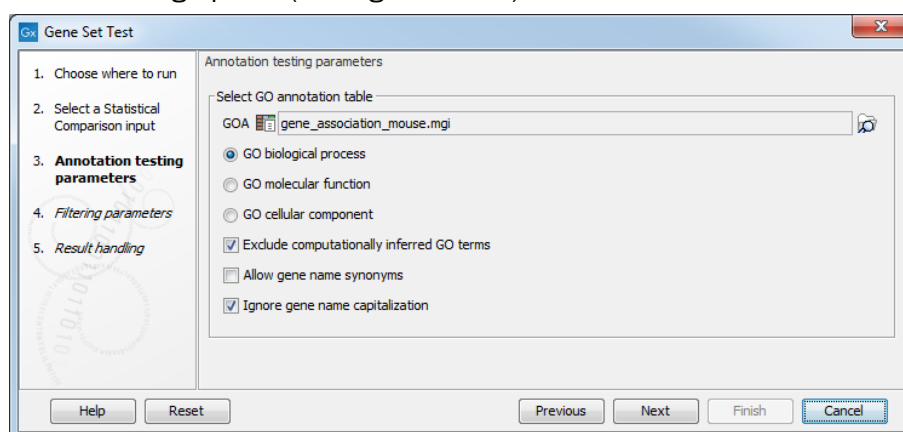 Gx Gene Set Test
1. Choose where to run
2. Select a Statistical
Comparison input
3. Annotation testing
parameters
4. Filtering parameters
5. Result handling
Annotation testing parameters
Select GO annotation table
GOA gene_association_mouse.mgi
GO biological process
GO molecular function
GO cellular component
Exclude computationally inferred GO terms
Allow gene name synonyms
Ignore gene name capitalization
Help Reset Previous Next Finish Cancel